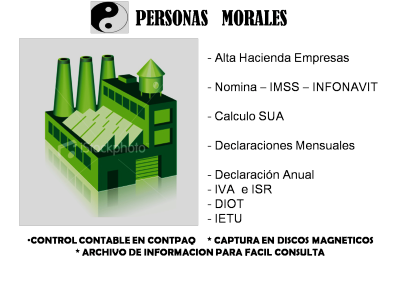 PERSONAS MORALES
- Alta Hacienda Empresas
- Nomina – IMSS – INFONAVIT
- Calculo SUA
- Declaraciones Mensuales
- Declaración Anual
- IVA e ISR
- DIOT
- IETU
iStockphoto
•CONTROL CONTABLE EN CONTPAQ * CAPTURA EN DISCOS MAGNETICOS
* ARCHIVO DE INFORMACION PARA FACIL CONSULTA